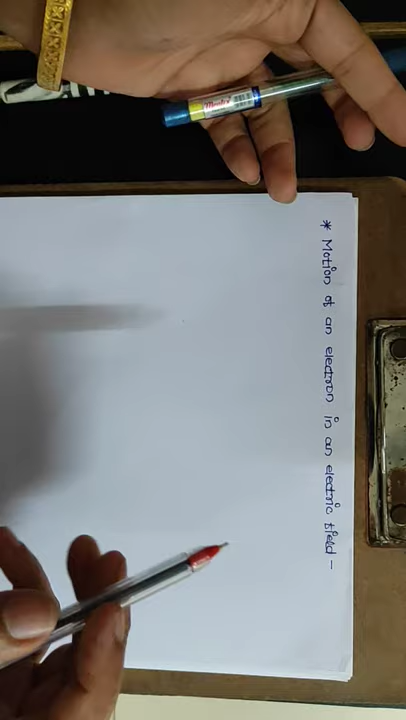 * Motion of an electron in an electric field -